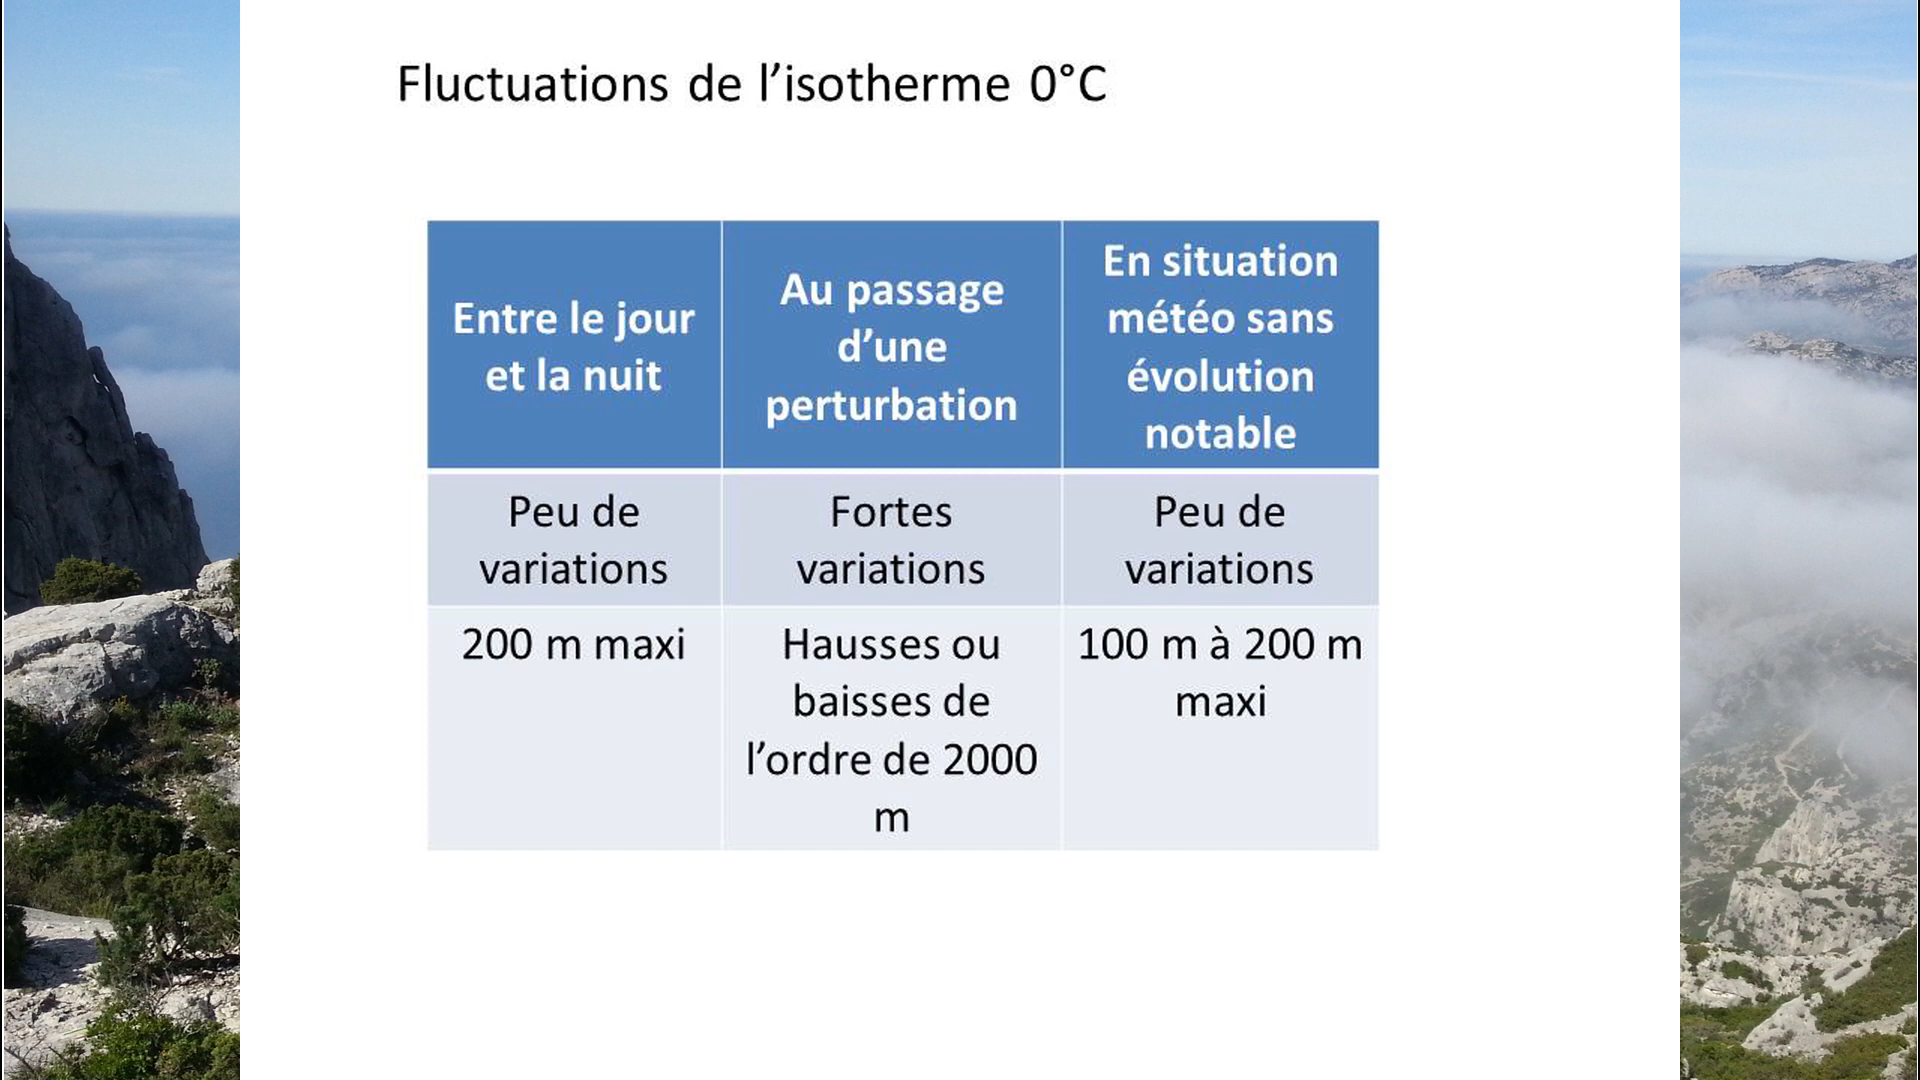 Fluctuations de l’isotherme 0°C
Entre le jour
et la nuit
Au passage
d’une
perturbation
En situation
météo sans
évolution
notable
Peu de
variations
Fortes
variations
Peu de
variations
200 m maxi
Hausses ou
baisses de
l’ordre de 2000
m
100 m à 200 m
maxi